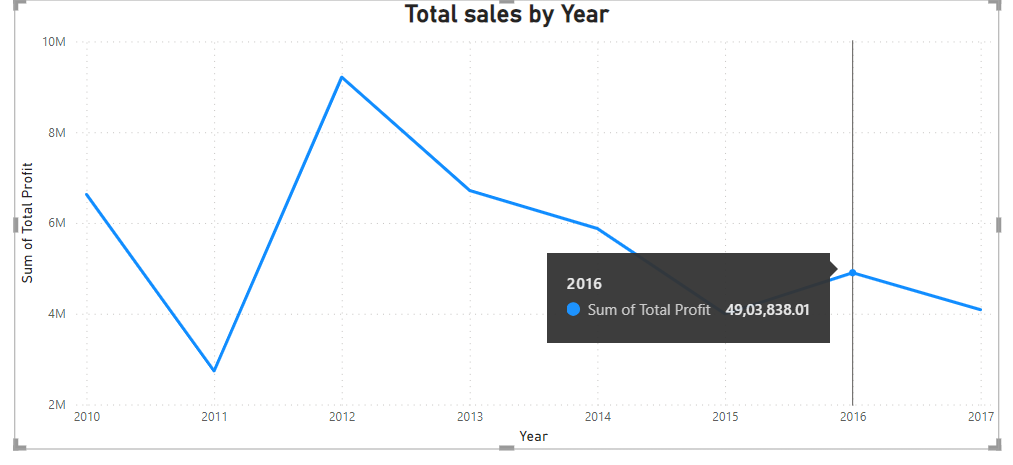 Total sales by Year
10M
8M
6M
4M
2M
Sum of Total Profit
2016
Sum of Total Profit 49,03,838.01
2010 2011 2012 2013 2014 2015 2016 2017
Year